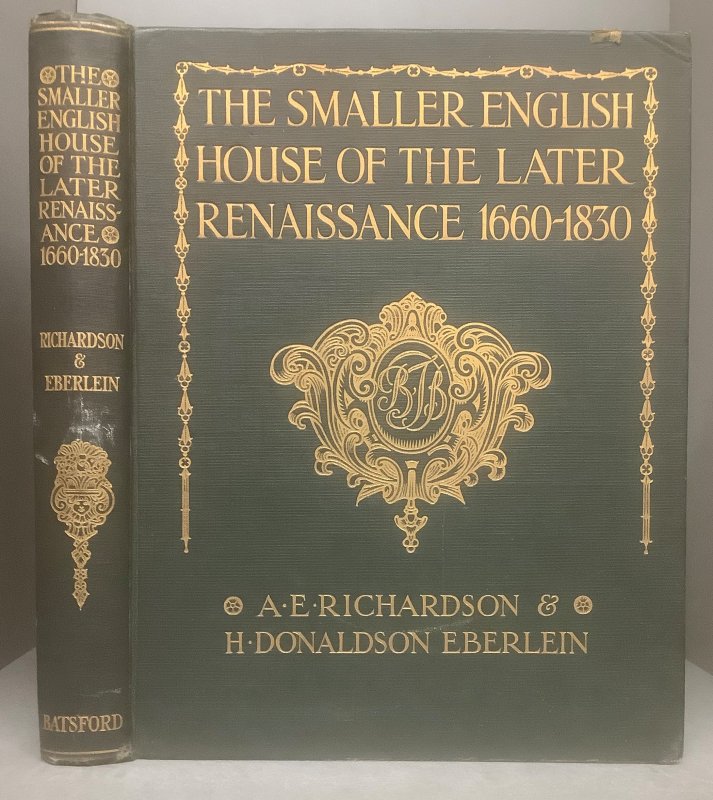 THE
SMALLER
ENGLISH
HOUSE
OF THE
LATER
RENAISS-
ANCE
1660-1830
RICHARDSON
&
EBERLEIN
BATSFORD
THE SMALLER ENGLISH
HOUSE OF THE LATER
RENAISSANCE 1660-1830
BTB
A·E·RICHARDSON &
H·DONALDSON EBERLEIN